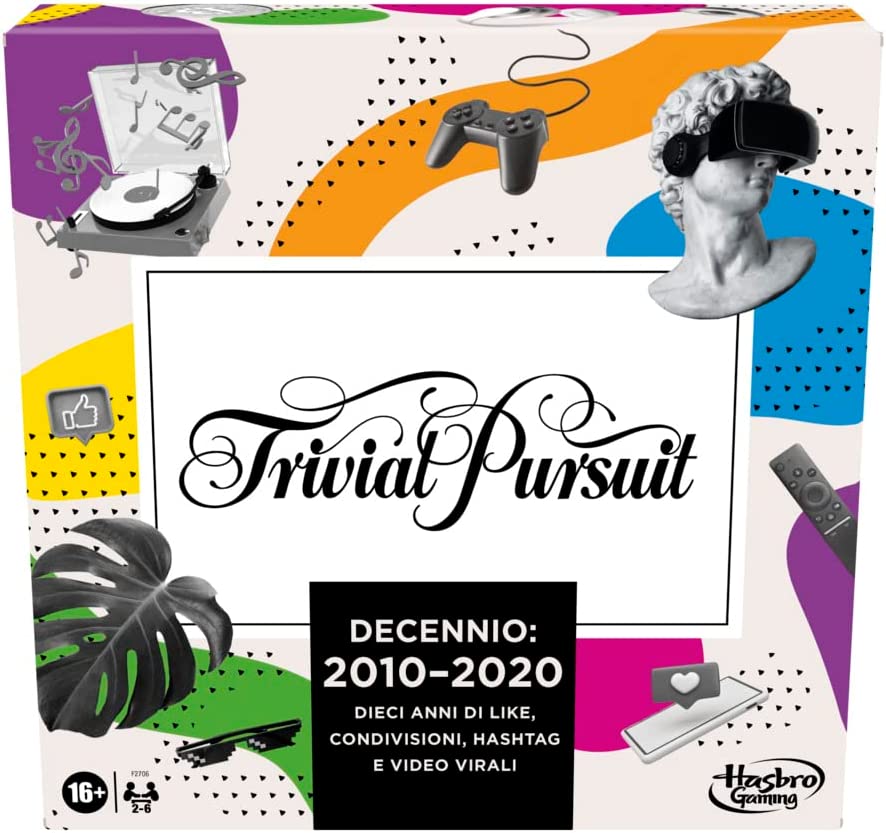 Trivial Pursuit
DECENNIO:
2010–2020
DIECI ANNI DI LIKE,
CONDIVISIONI, HASHTAG
E VIDEO VIRALI
16+
F2706
2-6
Hasbro
Gaming